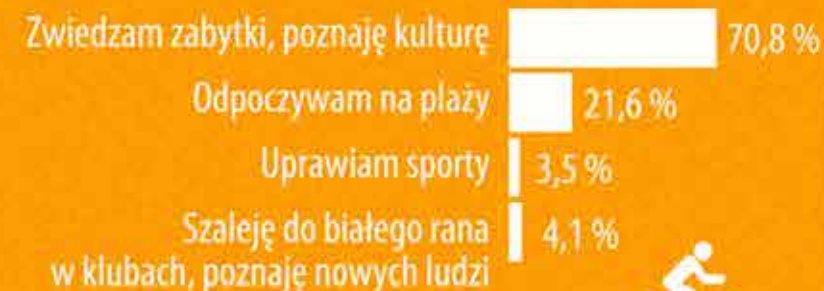 Zwiedzam zabytki, poznaję kulturę 70,8 %
Odpoczywam na plaży 21,6 %
Uprawiam sporty 3,5 %
Szaleję do białego rana 4,1 %
w klubach, poznaję nowych ludzi